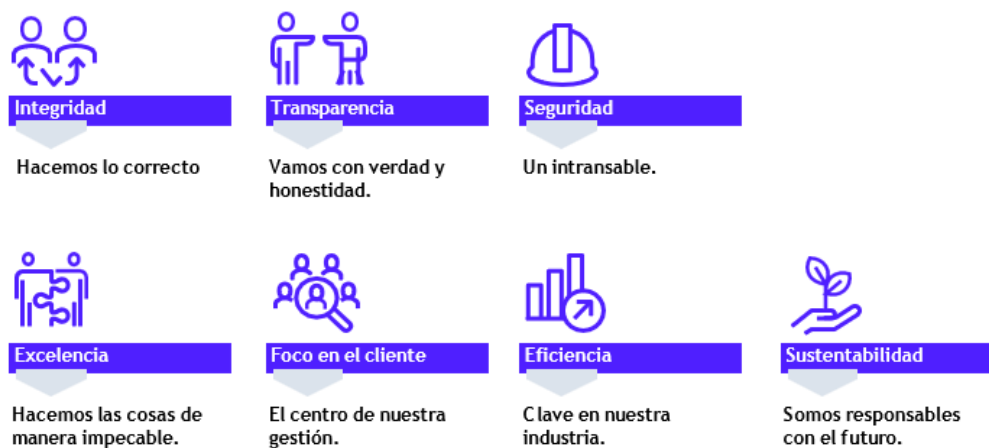 Integridad
Transparencia
Seguridad
Hacemos lo correcto
Vamos con verdad y
honestidad.
Un intransable.
Excelencia
Foco en el cliente
Eficiencia
Sustentabilidad
Hacemos las cosas de
manera impecable.
El centro de nuestra
gestión.
Clave en nuestra
industria.
Somos responsables
con el futuro.